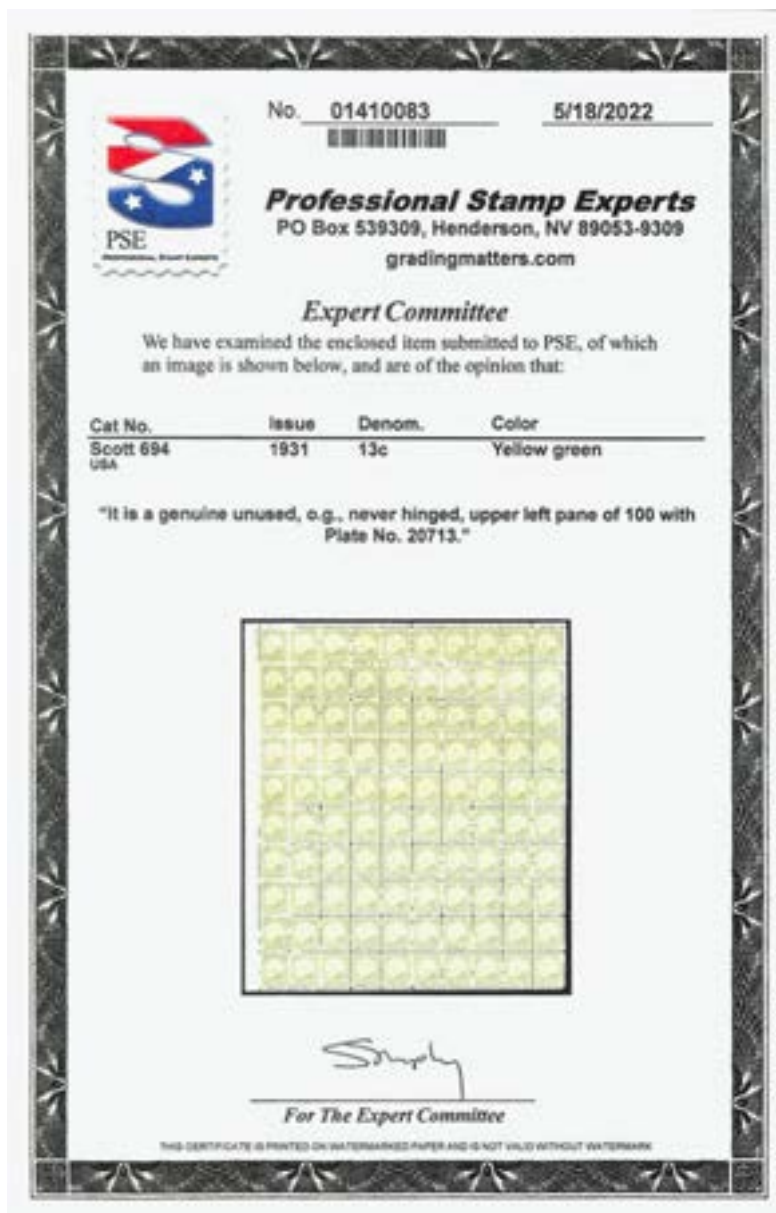 No. 01410083 5/18/2022
PSE
PROFESSIONAL STAMP EXPERTS
Professional Stamp Experts
PO Box 539309, Henderson, NV 89053-9309
gradingmatters.com
Expert Committee
We have examined the enclosed item submitted to PSE, of which
an image is shown below, and are of the opinion that:
Cat No. Issue Denom. Color
Scott 694 1931 13c Yellow green
USA
"It is a genuine unused, o.g., never hinged, upper left pane of 100 with
Plate No. 20713."
For The Expert Committee
THIS CERTIFICATE IS PRINTED ON WATERMARKED PAPER AND IS NOT VALID WITHOUT WATERMARK